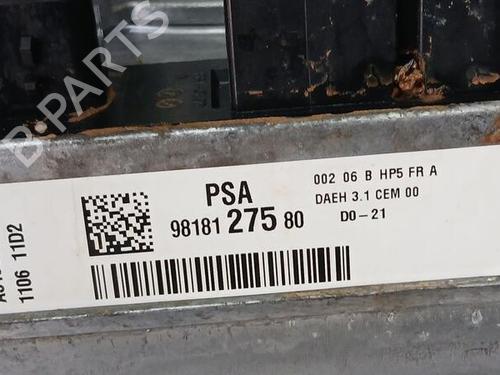 B-PARTS
PSA
98181 275 80
002 06 B HP5 FR A
DAEH 3.1 CEM 00
D0-21
1106 11D2